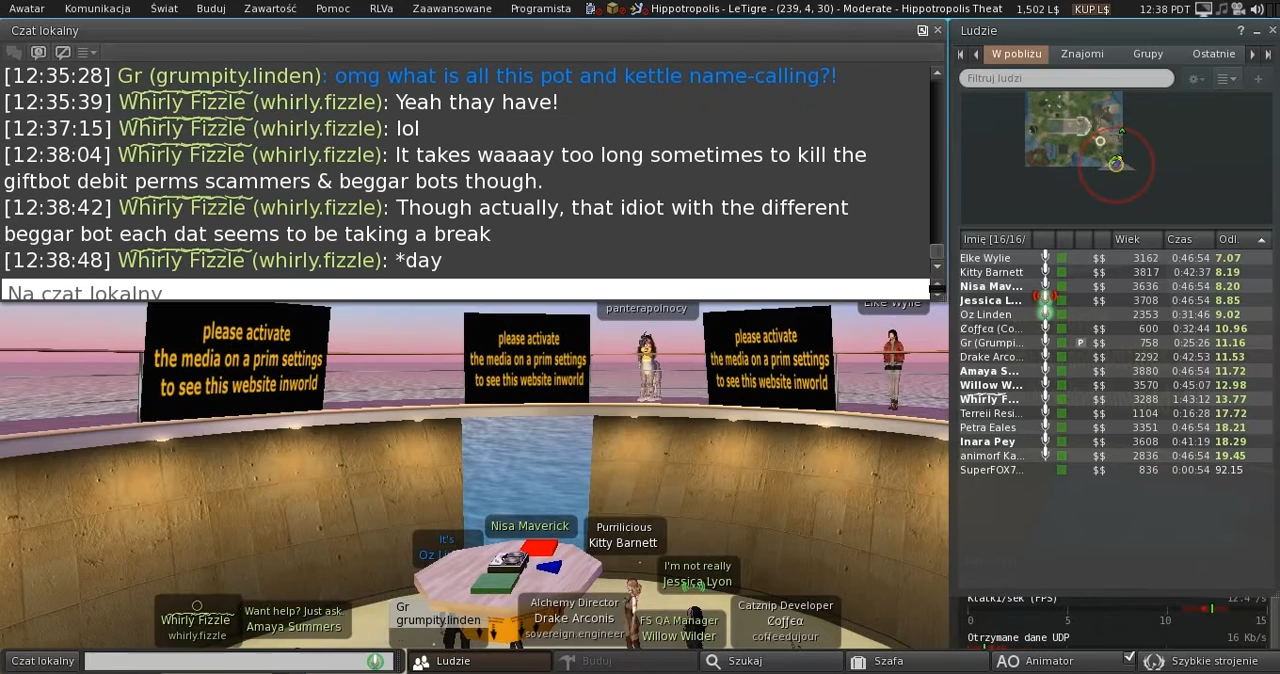 Awatar Komunikacja Świat Buduj Zawartość Pomoc RLVa Zaawansowane Programista Hippotropolis - LeTigre - (239, 4, 30) - Moderate - Hippotropolis Theat 1,502 L$ KUP L$ 12:38 PDT
Czat lokalny
[12:35:28] Gr (grumpity.linden): omg what is all this pot and kettle name-calling?!
[12:35:39] Whirly Fizzle (whirly.fizzle): Yeah thay have!
[12:37:15] Whirly Fizzle (whirly.fizzle): lol
[12:38:04] Whirly Fizzle (whirly.fizzle): It takes waaaay too long sometimes to kill the
giftbot debit perms scammers & beggar bots though.
[12:38:42] Whirly Fizzle (whirly.fizzle): Though actually, that idiot with the different
beggar bot each dat seems to be taking a break
[12:38:48] Whirly Fizzle (whirly.fizzle): *day
Na czat lokalny
Ludzie
W pobliżu Znajomi Grupy Ostatnie
Filtruj ludzi
Imię [16/16/ Wiek Czas Odl.
Elke Wylie 3162 0:46:54 7.07
Kitty Barnett 3817 0:42:37 8.19
Nisa Mav... $$ 3636 0:46:54 8.20
Jessica L... $$ 3708 0:46:54 8.85
Oz Linden 2353 0:31:46 9.02
Ȼσƒƒєα (Co... $$ 600 0:32:44 10.96
Gr (Grumpi... P $$ 758 0:25:26 11.16
Drake Arco... $$ 2292 0:42:53 11.53
Amaya S... $$ 3880 0:46:54 11.72
Willow W... $$ 3570 0:45:07 12.98
Whirly F... $$ 3288 1:43:12 13.77
Terreii Resi... $$ 1104 0:16:28 17.72
Petra Eales $$ 3351 0:46:54 18.21
Inara Pey $$ 3608 0:41:19 18.29
animorf Ka... $$ 2836 0:46:54 19.45
SuperFOX7... $$ 836 0:00:54 92.15
Klatki/sek (FPS) 12.4 /s
0 5 10 15
Otrzymane dane UDP 16 Kb/s
panterapolnocy
Elke Wylie
please activate
the media on a prim settings
to see this website inworld
please activate
the media on a prim settings
to see this website inworld
please activate
the media on a prim settings
to see this website inworld
It's
Oz Li
Nisa Maverick
Purrilicious
Kitty Barnett
I'm not really
Jessica Lyon
Whirly Fizzle
whirly.fizzle
Want help? Just ask.
Amaya Summers
Gr
grumpity.linden
Alchemy Director
Drake Arconis
sovereign.engineer
FS QA Manager
Willow Wilder
Catznip Developer
Ȼσƒƒєα
coffeedujour
Czat lokalny Ludzie Buduj Szukaj Szafa AO Animator Szybkie strojenie